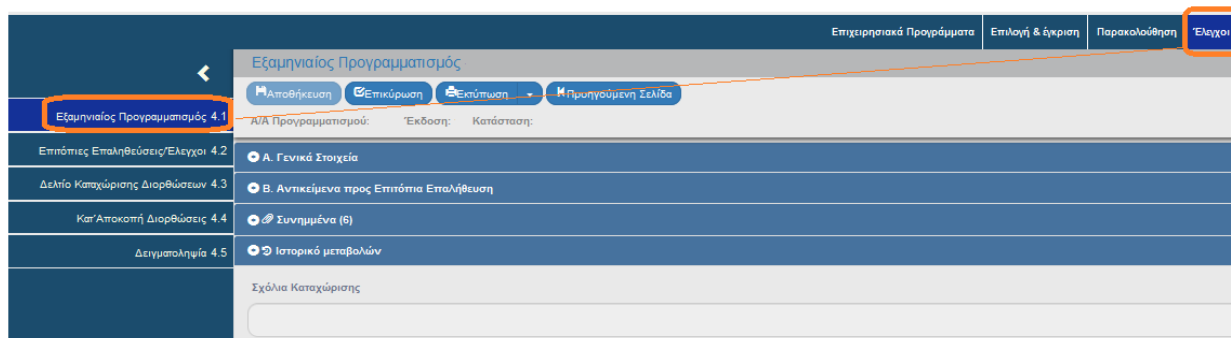 Επιχειρησιακά Προγράμματα Επιλογή & έγκριση Παρακολούθηση Έλεγχοι
Εξαμηνιαίος Προγραμματισμός
Αποθήκευση Επικύρωση Εκτύπωση Προηγούμενη Σελίδα
Εξαμηνιαίος Προγραμματισμός 4.1
Α/Α Προγραμματισμού: Έκδοση: Κατάσταση:
Επιτόπιες Επαληθεύσεις/Έλεγχοι 4.2
Α. Γενικά Στοιχεία
Δελτίο Καταχώρισης Διορθώσεων 4.3
Β. Αντικείμενα προς Επιτόπια Επαλήθευση
Κατ'Αποκοπή Διορθώσεις 4.4
Συνημμένα (6)
Δειγματοληψία 4.5
Ιστορικό μεταβολών
Σχόλια Καταχώρισης